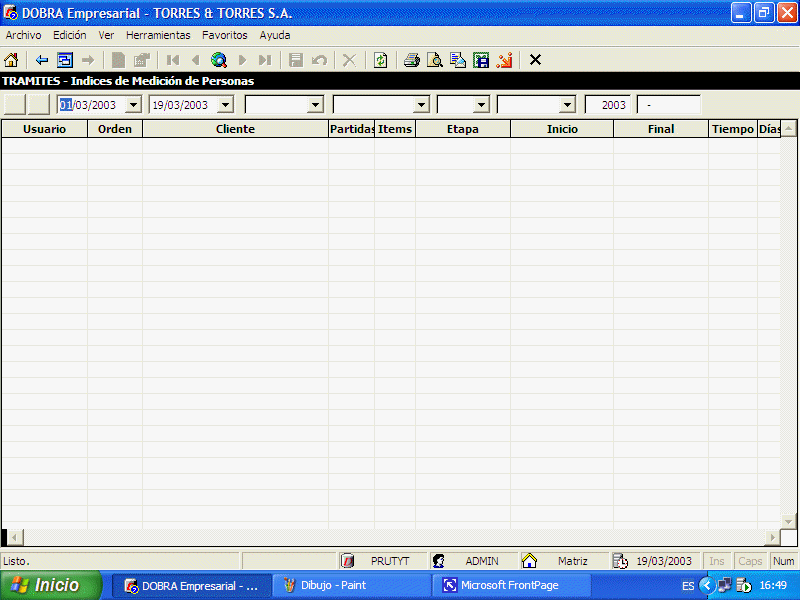 DOBRA Empresarial - TORRES & TORRES S.A.
Archivo Edición Ver Herramientas Favoritos Ayuda
TRAMITES - Indices de Medición de Personas
01/03/2003 19/03/2003 2003 -
Usuario Orden Cliente Partidas Items Etapa Inicio Final Tiempo Días
Listo. PRUTYT ADMIN Matriz 19/03/2003 Ins Caps Num
Inicio DOBRA Empresarial - ... Dibujo - Paint Microsoft FrontPage ES 16:49